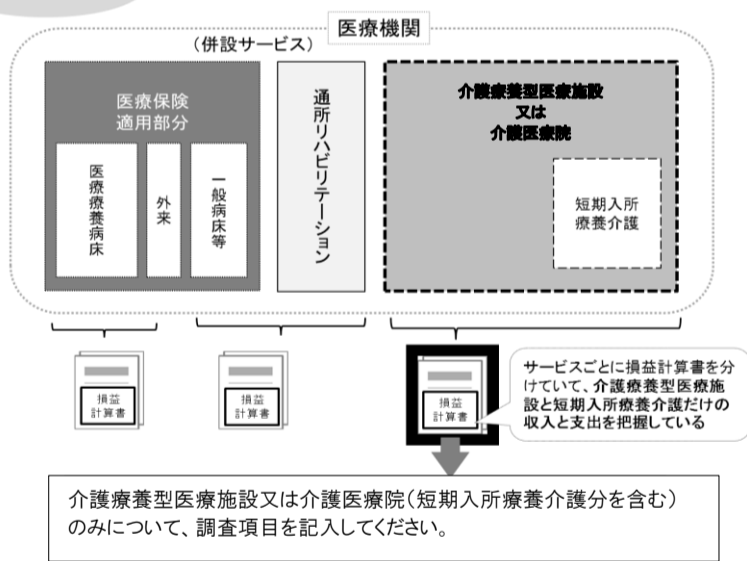 医療機関
(併設サービス)
医療保険
適用部分
医療療養病床
外来
一般病床等
通所リハビリテーション
介護療養型医療施設
又は
介護医療院
短期入所
療養介護
損益
計算書
損益
計算書
損益
計算書
サービスごとに損益計算書を分
けていて、介護療養型医療施
設と短期入所療養介護だけの
収入と支出を把握している
介護療養型医療施設又は介護医療院(短期入所療養介護分を含む)
のみについて、調査項目を記入してください。